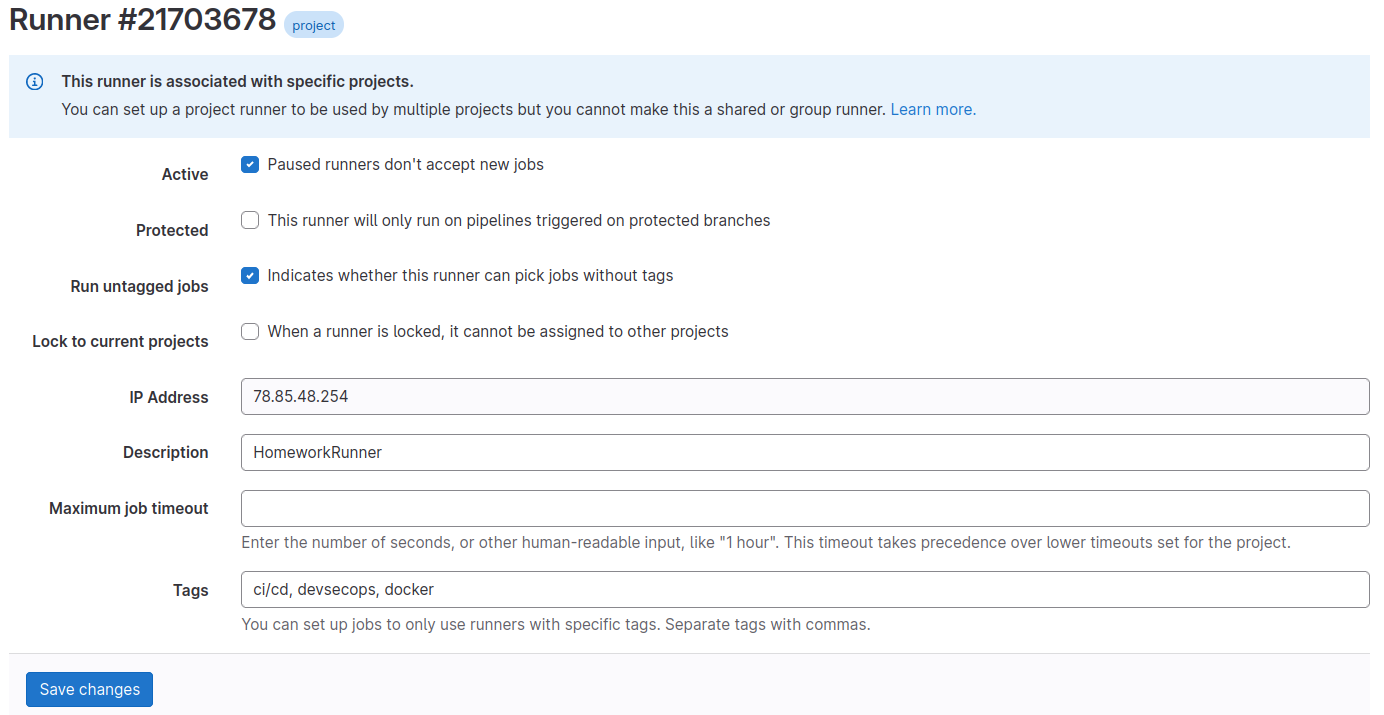 Runner #21703678 project
This runner is associated with specific projects.
You can set up a project runner to be used by multiple projects but you cannot make this a shared or group runner. Learn more.
Active Paused runners don't accept new jobs
Protected This runner will only run on pipelines triggered on protected branches
Run untagged jobs Indicates whether this runner can pick jobs without tags
Lock to current projects When a runner is locked, it cannot be assigned to other projects
IP Address 78.85.48.254
Description HomeworkRunner
Maximum job timeout
Enter the number of seconds, or other human-readable input, like "1 hour". This timeout takes precedence over lower timeouts set for the project.
Tags ci/cd, devsecops, docker
You can set up jobs to only use runners with specific tags. Separate tags with commas.
Save changes